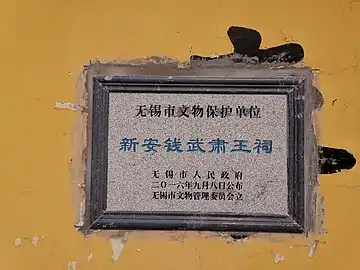 无锡市文物保护单位
新安钱武肃王祠
无锡市人民政府
二〇一六年九月八日公布
无锡市文物管理委员会立